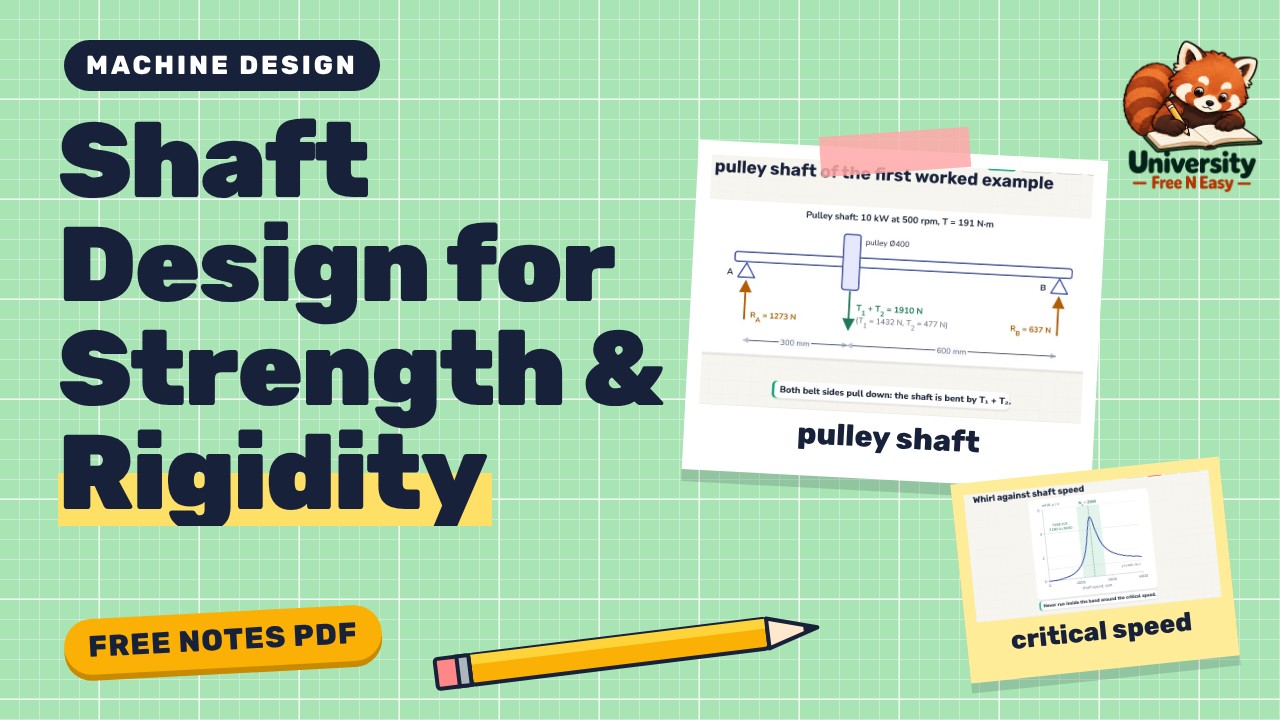 MACHINE DESIGN
Shaft
Design for
Strength &
Rigidity
FREE NOTES PDF
University
Free N Easy
pulley shaft of the first worked example
Pulley shaft: 10 kW at 500 rpm, T = 191 N·m
pulley Ø400
A
B
T₁ + T₂ = 1910 N
(T₁ = 1432 N, T₂ = 477 N)
R_A = 1273 N
R_B = 637 N
300 mm
600 mm
Both belt sides pull down: the shaft is bent by T₁ + T₂.
pulley shaft
Whirl against shaft speed
Never run inside the band around the critical speed.
critical speed